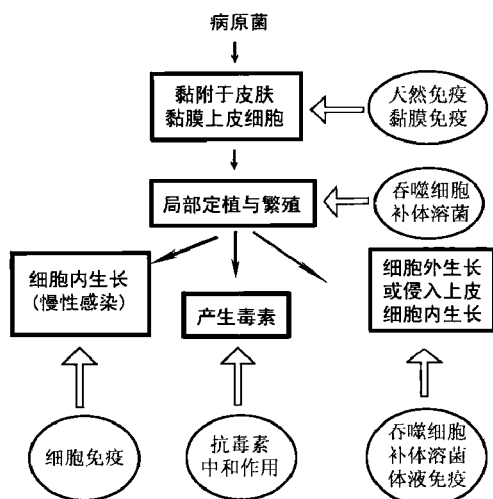 病原菌
黏附于皮肤
黏膜上皮细胞
天然免疫
黏膜免疫
局部定植与繁殖
吞噬细胞
补体溶菌
细胞内生长
(慢性感染)
产生毒素
细胞外生长
或侵入上皮
细胞内生长
细胞免疫
抗毒素
中和作用
吞噬细胞
补体溶菌
体液免疫